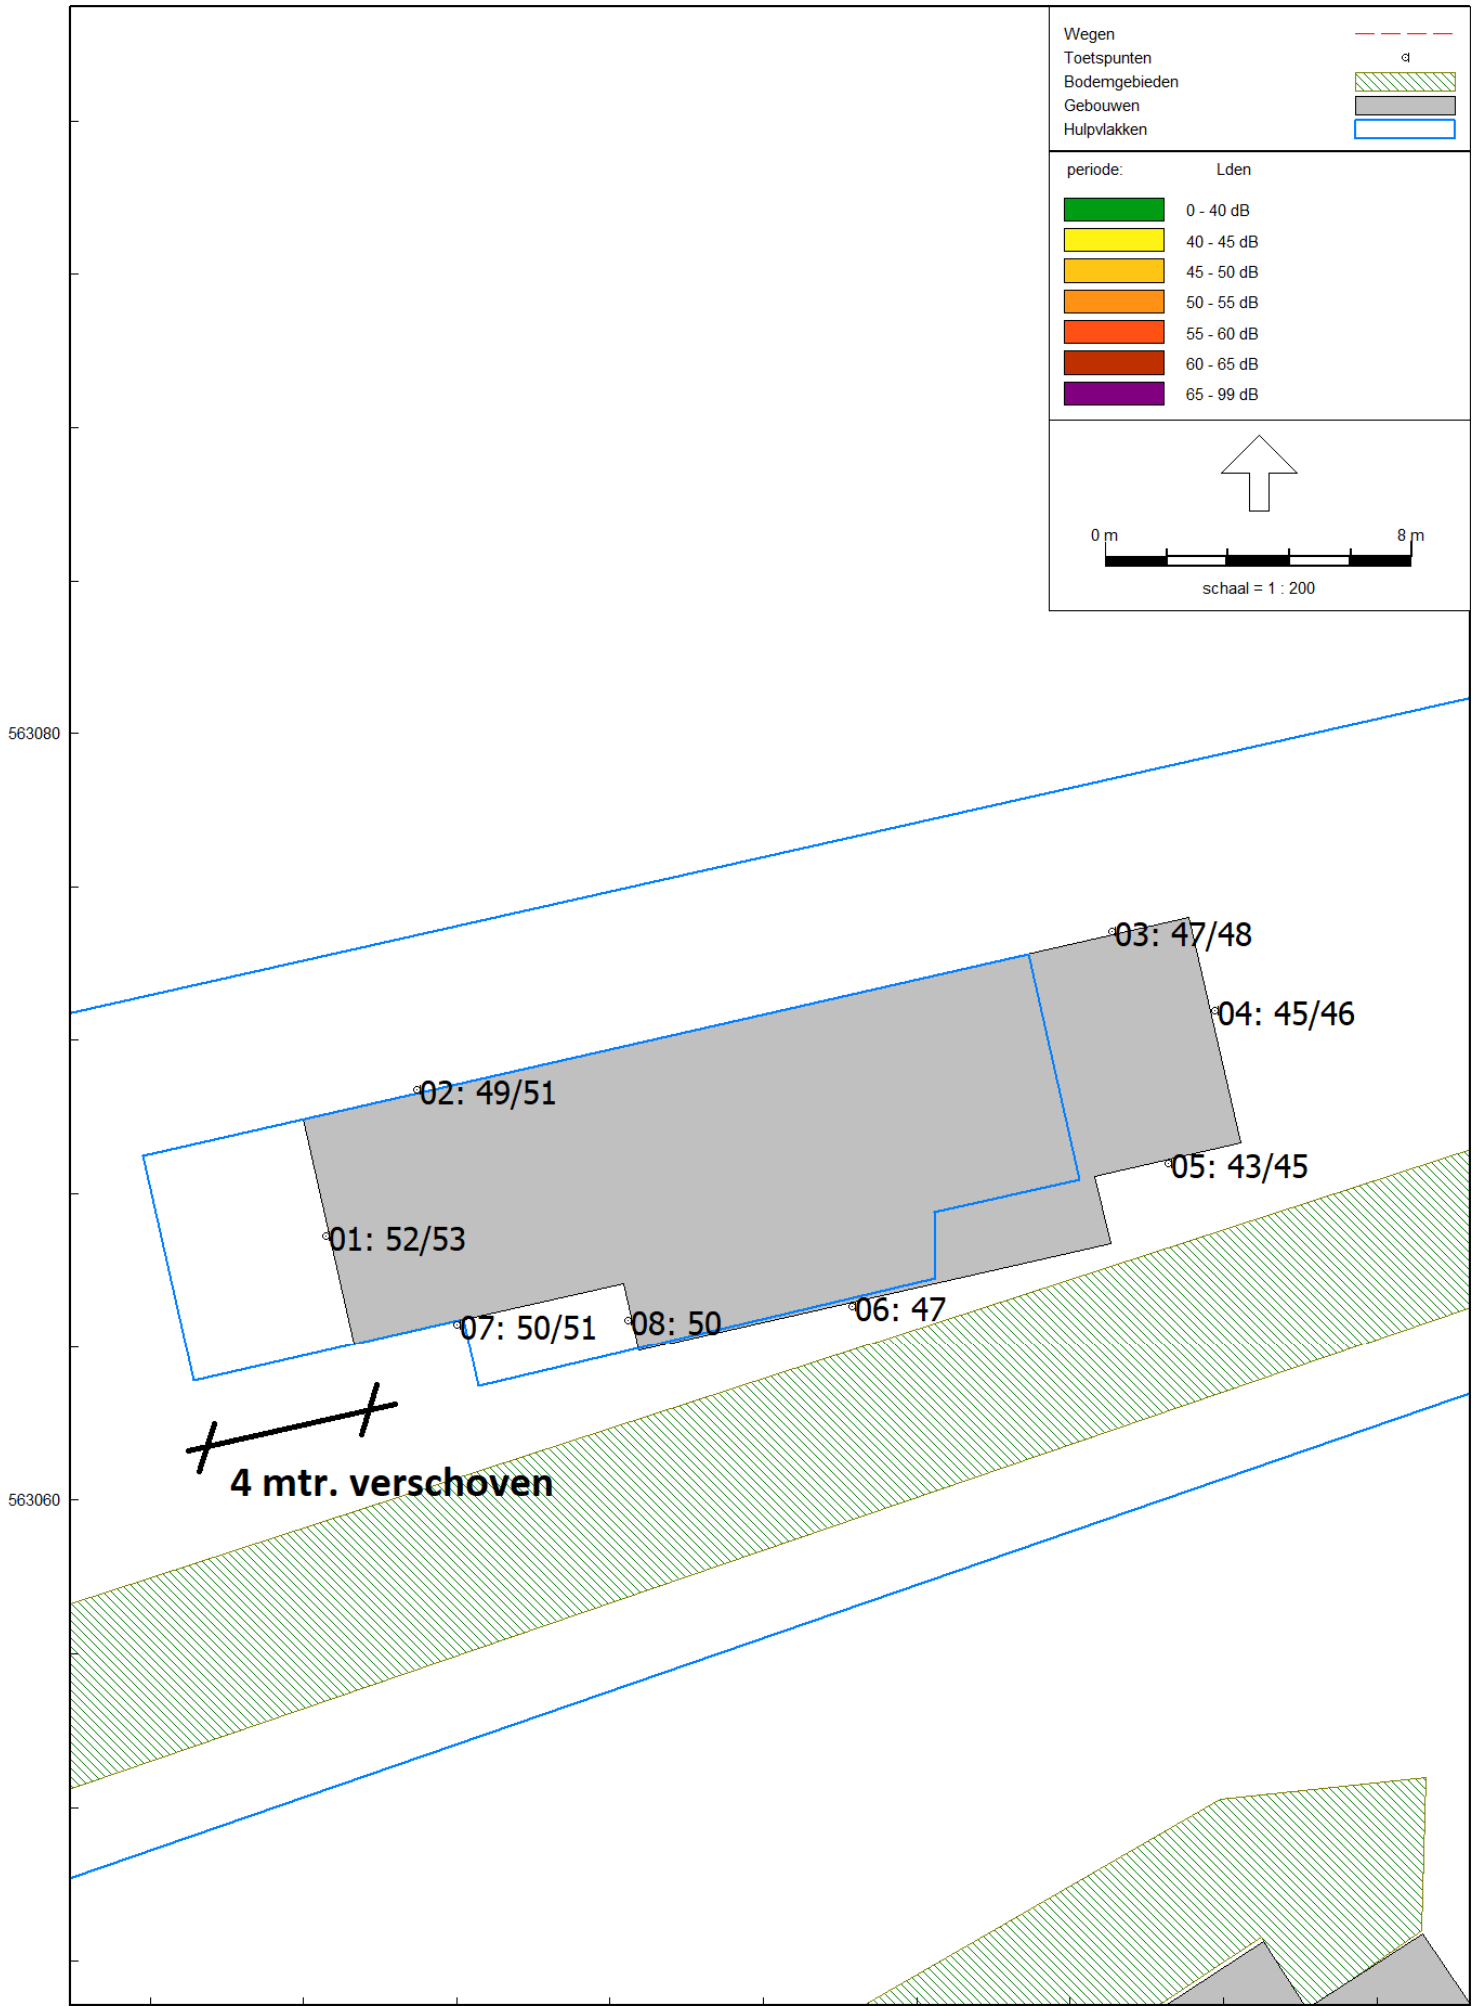 Wegen
Toetspunten
Bodemgebieden
Gebouwen
Hulpvlakken
periode: Lden
0 - 40 dB
40 - 45 dB
45 - 50 dB
50 - 55 dB
55 - 60 dB
60 - 65 dB
65 - 99 dB
0 m 8 m
schaal = 1 : 200
563080
03: 47/48
04: 45/46
02: 49/51
05: 43/45
01: 52/53
06: 47
07: 50/51
08: 50
4 mtr. verschoven
563060